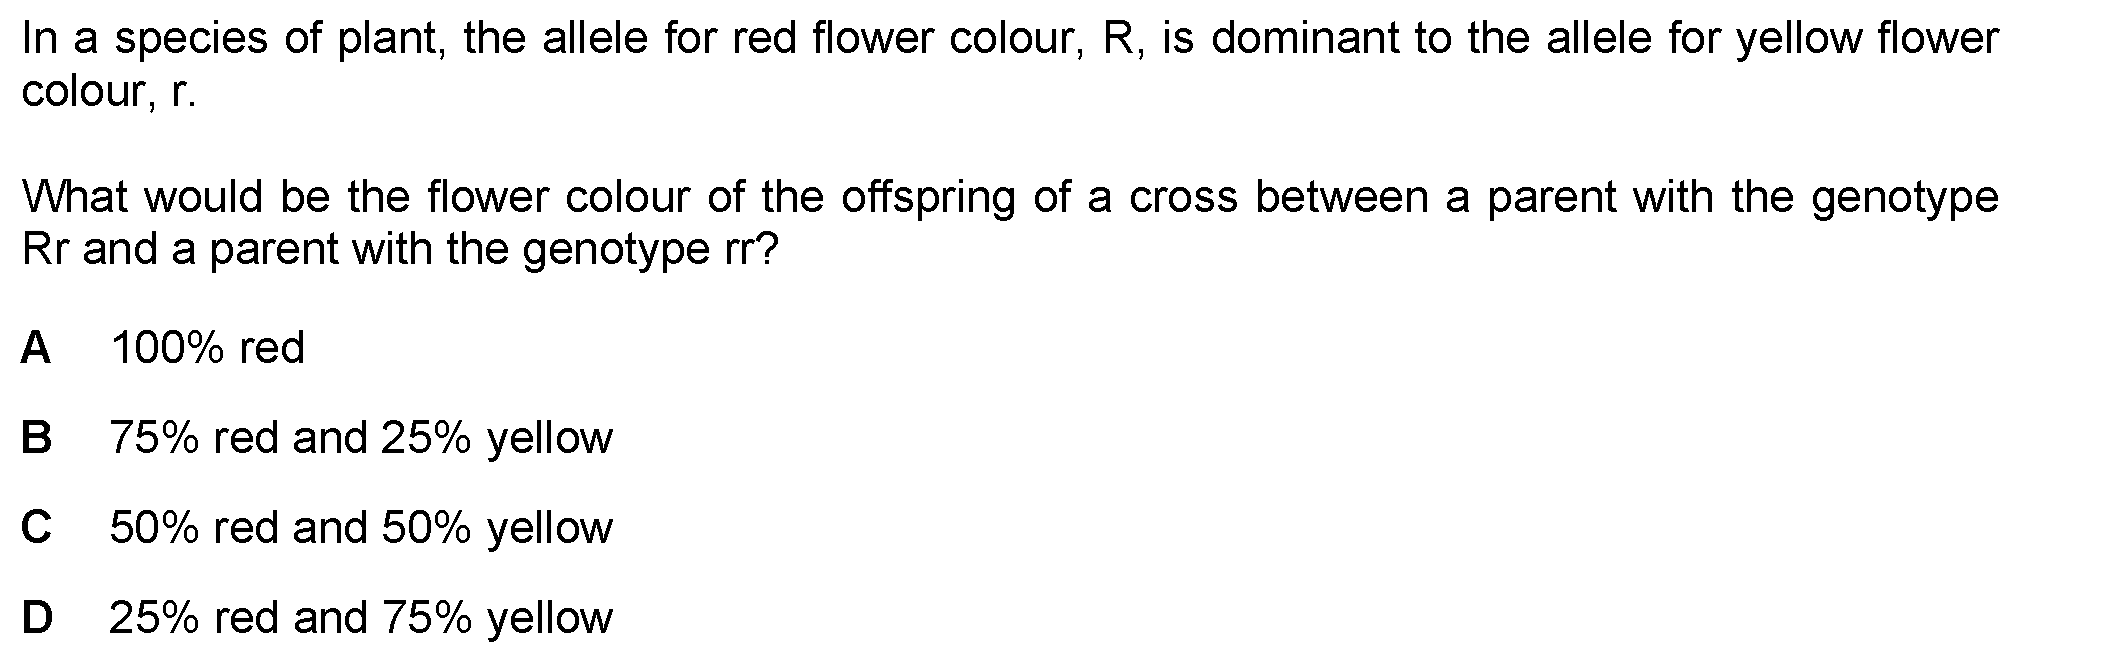 In a species of plant, the allele for red flower colour, R, is dominant to the allele for yellow flower
colour, r.
What would be the flower colour of the offspring of a cross between a parent with the genotype
Rr and a parent with the genotype rr?
A 100% red
B 75% red and 25% yellow
C 50% red and 50% yellow
D 25% red and 75% yellow